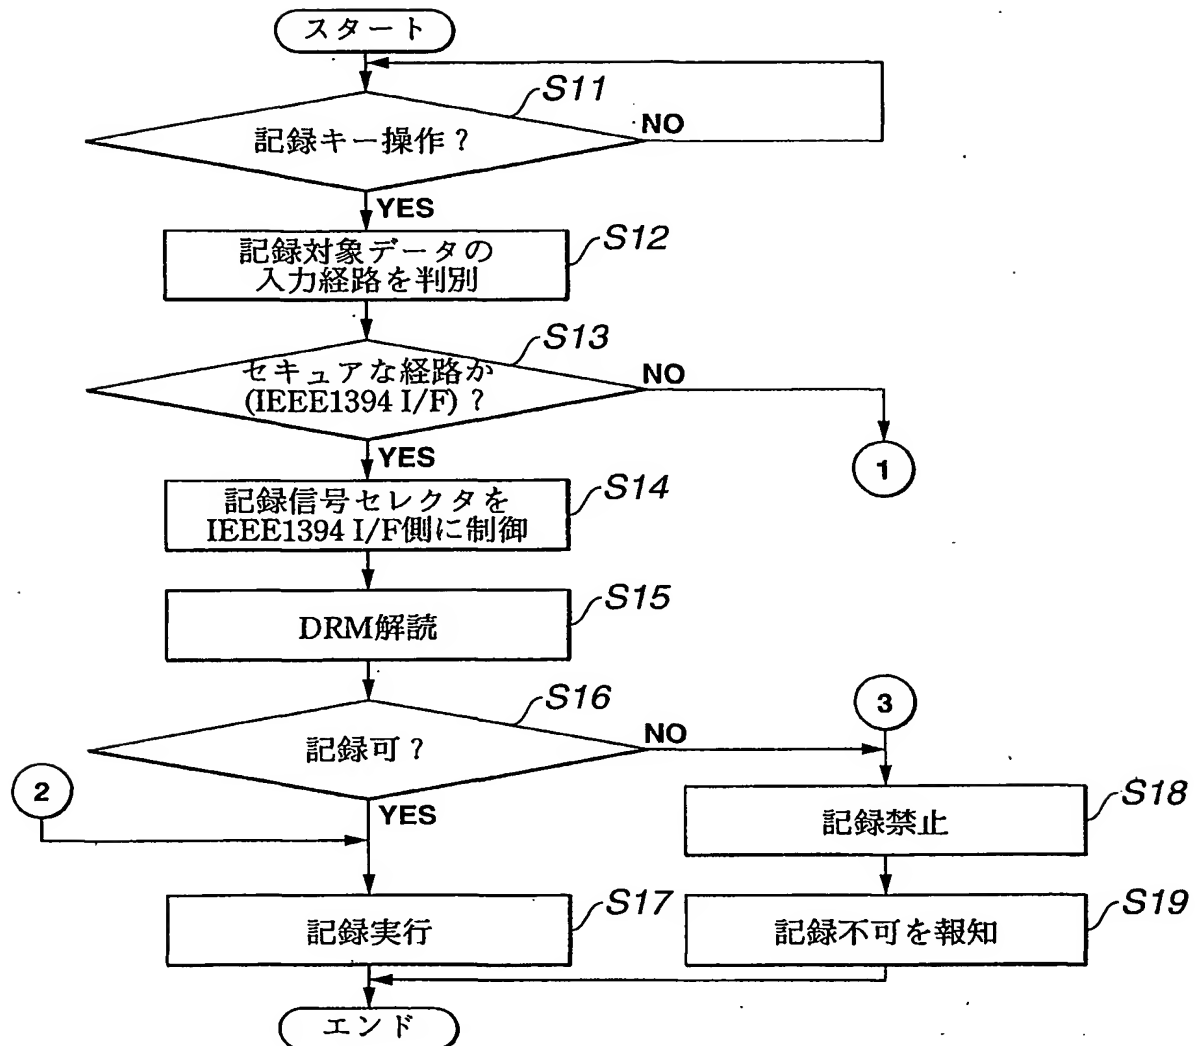 スタート
S11
記録キー操作?
NO
YES
S12
記録対象データの
入力経路を判別
S13
セキュアな経路か
(IEEE1394 I/F)?
NO
1
YES
S14
記録信号セレクタを
IEEE1394 I/F側に制御
S15
DRM解読
S16
記録可?
NO
3
2
YES
S18
記録禁止
S17
記録実行
S19
記録不可を報知
エンド